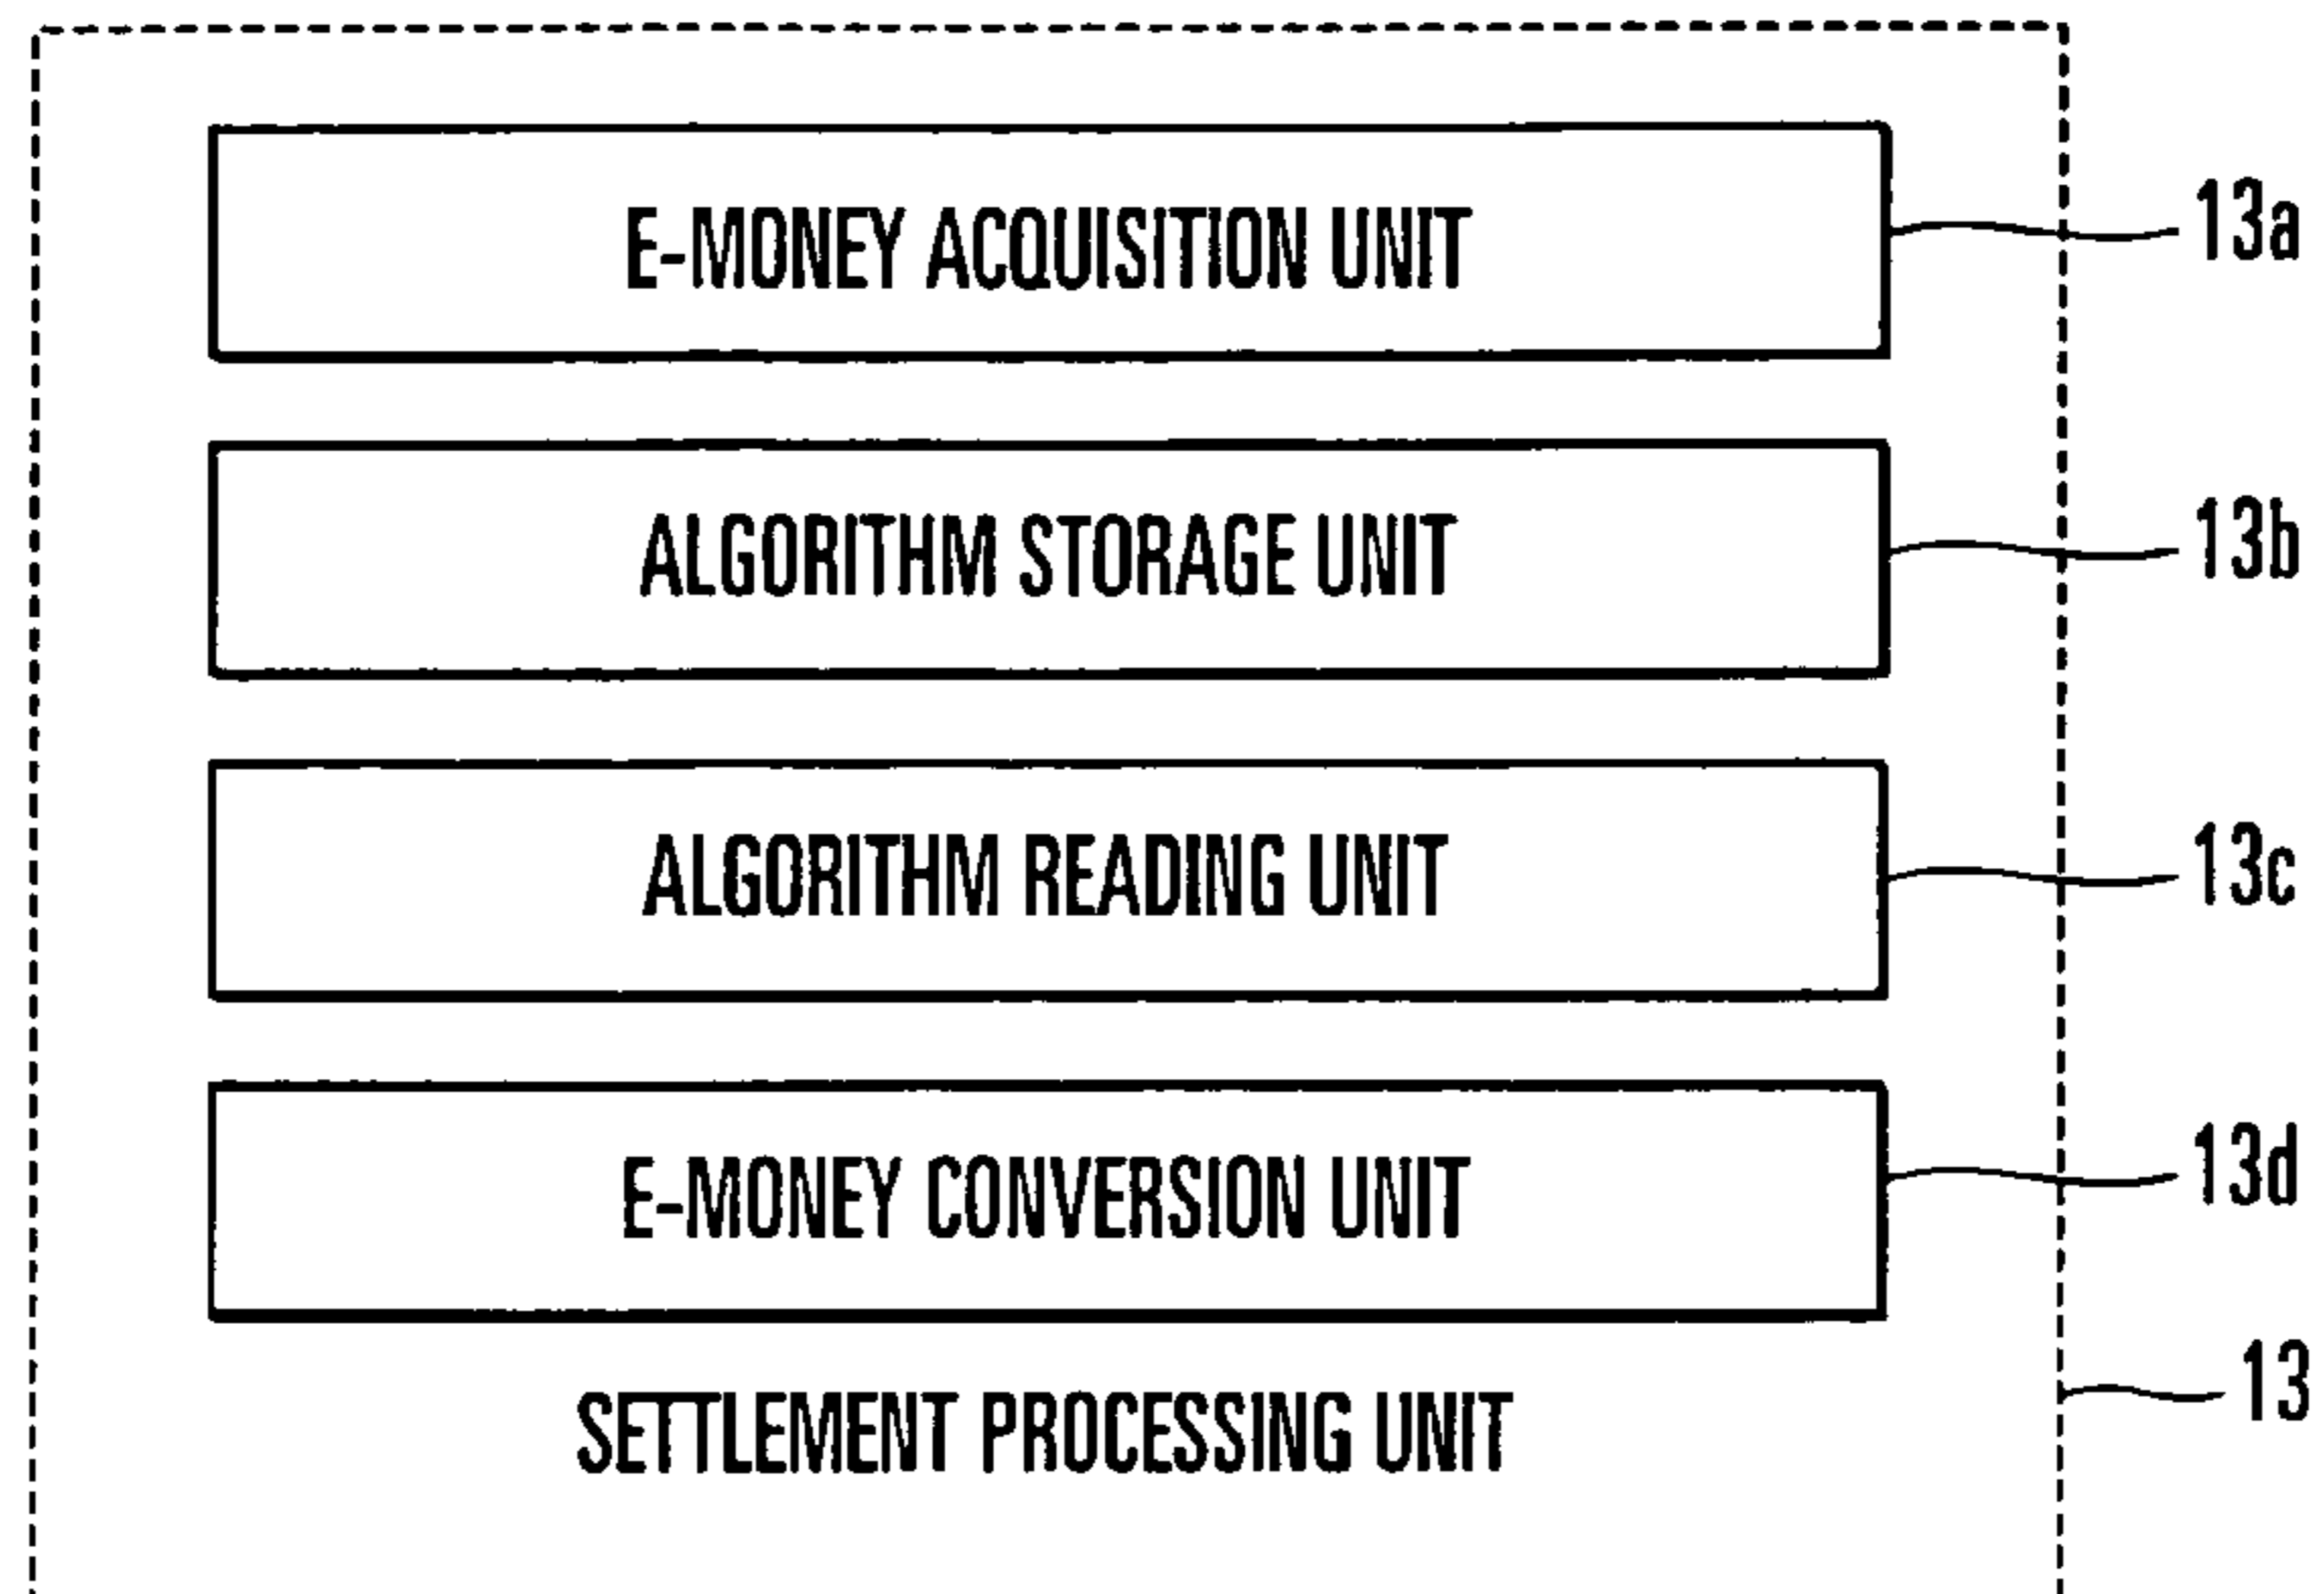 E-MONEY ACQUISITION UNIT 13a
ALGORITHM STORAGE UNIT 13b
ALGORITHM READING UNIT 13c
E-MONEY CONVERSION UNIT 13d
SETTLEMENT PROCESSING UNIT 13